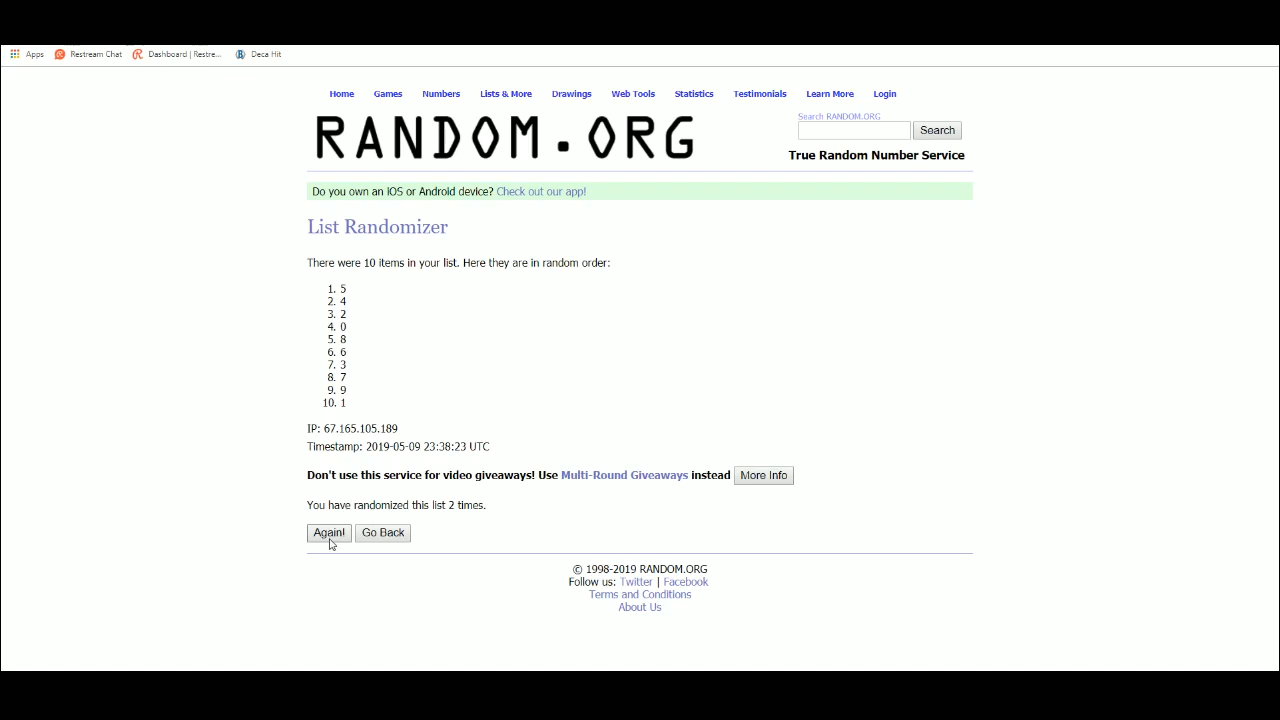 Apps Restream Chat Dashboard | Restre... Deca Hit
Home Games Numbers Lists & More Drawings Web Tools Statistics Testimonials Learn More Login
RANDOM.ORG
Search RANDOM.ORG
Search
True Random Number Service
Do you own an iOS or Android device? Check out our app!
List Randomizer
There were 10 items in your list. Here they are in random order:
1. 5
2. 4
3. 2
4. 0
5. 8
6. 6
7. 3
8. 7
9. 9
10. 1
IP: 67.165.105.189
Timestamp: 2019-05-09 23:38:23 UTC
Don't use this service for video giveaways! Use Multi-Round Giveaways instead More Info
You have randomized this list 2 times.
Again! Go Back
© 1998-2019 RANDOM.ORG
Follow us: Twitter | Facebook
Terms and Conditions
About Us